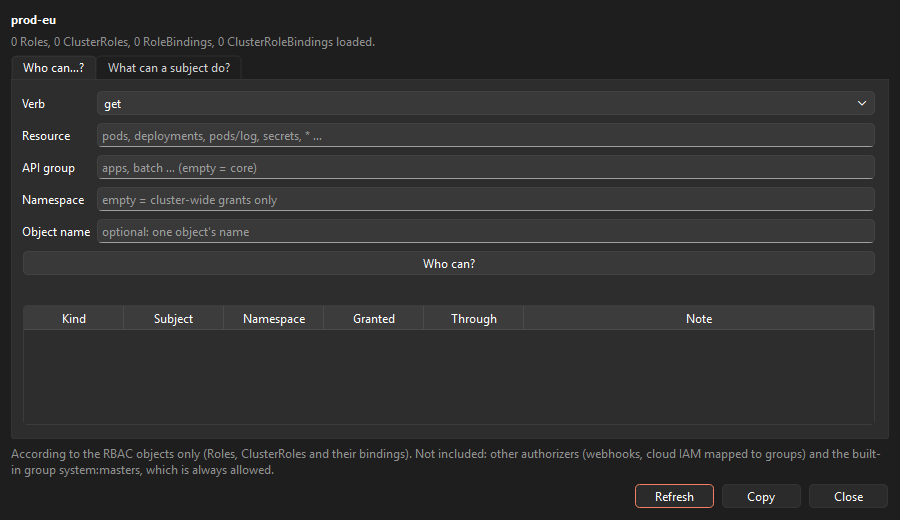 prod-eu
0 Roles, 0 ClusterRoles, 0 RoleBindings, 0 ClusterRoleBindings loaded.
Who can...? What can a subject do?
Verb get
Resource pods, deployments, pods/log, secrets, * ...
API group apps, batch ... (empty = core)
Namespace empty = cluster-wide grants only
Object name optional: one object's name
Who can?
Kind Subject Namespace Granted Through Note
According to the RBAC objects only (Roles, ClusterRoles and their bindings). Not included: other authorizers (webhooks, cloud IAM mapped to groups) and the built-
in group system:masters, which is always allowed.
Refresh Copy Close